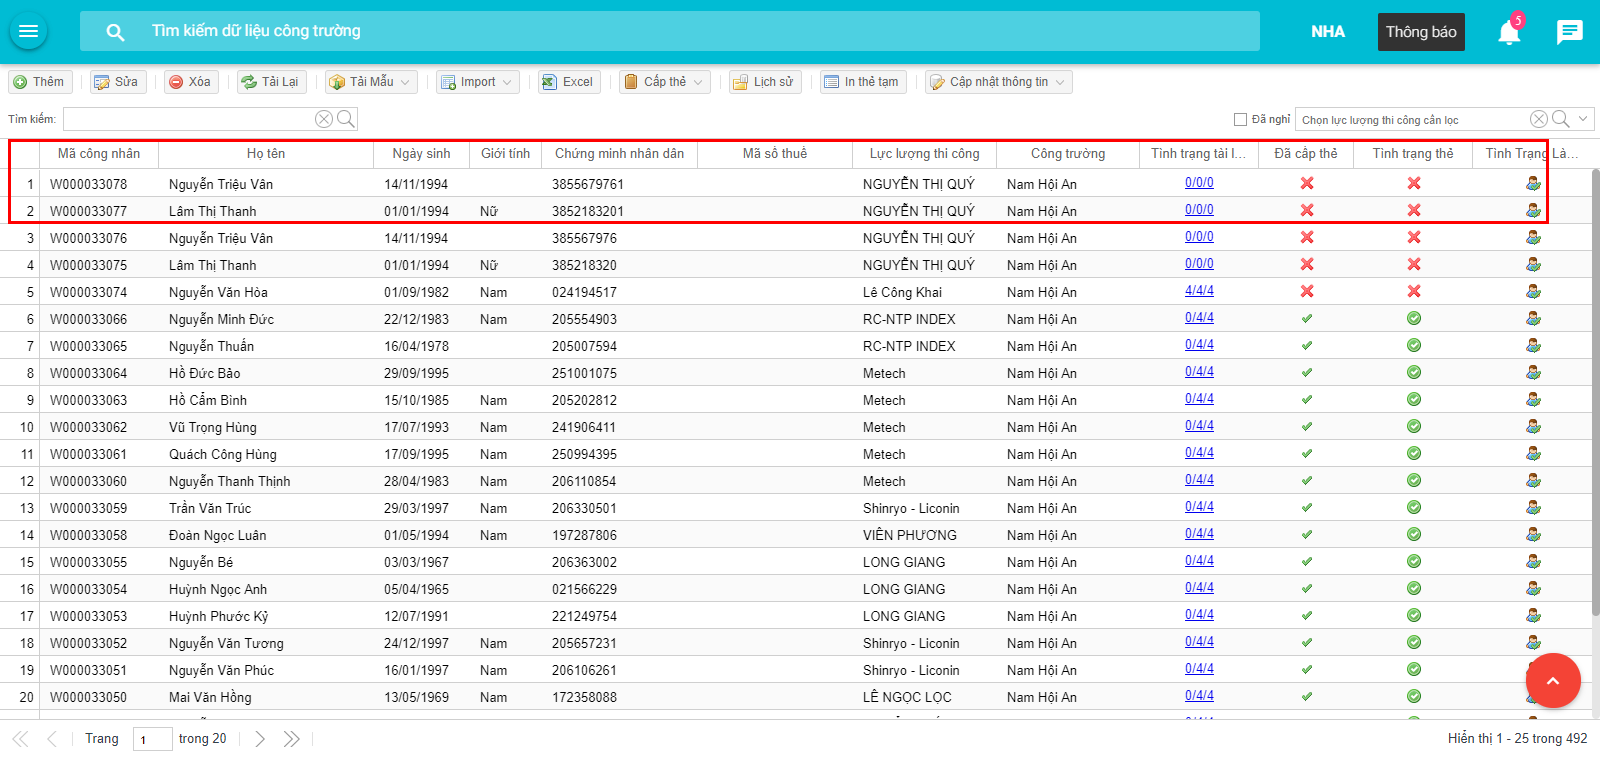 Tìm kiếm dữ liệu công trường NHA Thông báo 5
Thêm Sửa Xóa Tải Lại Tải Mẫu Import Excel Cấp thẻ Lịch sử In thẻ tạm Cập nhật thông tin
Tìm kiếm: Đã nghỉ Chọn lực lượng thi công cần lọc
Mã công nhân Họ tên Ngày sinh Giới tính Chứng minh nhân dân Mã số thuế Lực lượng thi công Công trường Tình trạng tài l... Đã cấp thẻ Tình trạng thẻ Tình Trạng Là...
1 W000033078 Nguyễn Triệu Vân 14/11/1994 3855679761 NGUYỄN THỊ QUÝ Nam Hội An 0/0/0
2 W000033077 Lâm Thị Thanh 01/01/1994 Nữ 3852183201 NGUYỄN THỊ QUÝ Nam Hội An 0/0/0
3 W000033076 Nguyễn Triệu Vân 14/11/1994 385567976 NGUYỄN THỊ QUÝ Nam Hội An 0/0/0
4 W000033075 Lâm Thị Thanh 01/01/1994 Nữ 385218320 NGUYỄN THỊ QUÝ Nam Hội An 0/0/0
5 W000033074 Nguyễn Văn Hòa 01/09/1982 Nam 024194517 Lê Công Khai Nam Hội An 4/4/4
6 W000033066 Nguyễn Minh Đức 22/12/1983 Nam 205554903 RC-NTP INDEX Nam Hội An 0/4/4
7 W000033065 Nguyễn Thuấn 16/04/1978 205007594 RC-NTP INDEX Nam Hội An 0/4/4
8 W000033064 Hồ Đức Bảo 29/09/1995 251001075 Metech Nam Hội An 0/4/4
9 W000033063 Hồ Cẩm Bình 15/10/1985 Nam 205202812 Metech Nam Hội An 0/4/4
10 W000033062 Vũ Trọng Hùng 17/07/1993 Nam 241906411 Metech Nam Hội An 0/4/4
11 W000033061 Quách Công Hùng 17/09/1995 Nam 250994395 Metech Nam Hội An 0/4/4
12 W000033060 Nguyễn Thanh Thịnh 28/04/1983 Nam 206110854 Metech Nam Hội An 0/4/4
13 W000033059 Trần Văn Trúc 29/03/1997 Nam 206330501 Shinryo - Liconin Nam Hội An 0/4/4
14 W000033058 Đoàn Ngọc Luân 01/05/1994 Nam 197287806 VIÊN PHƯƠNG Nam Hội An 0/4/4
15 W000033055 Nguyễn Bé 03/03/1967 206363002 LONG GIANG Nam Hội An 0/4/4
16 W000033054 Huỳnh Ngọc Anh 05/04/1965 021566229 LONG GIANG Nam Hội An 0/4/4
17 W000033053 Huỳnh Phước Kỷ 12/07/1991 221249754 LONG GIANG Nam Hội An 0/4/4
18 W000033052 Nguyễn Văn Tương 24/12/1997 Nam 205657231 Shinryo - Liconin Nam Hội An 0/4/4
19 W000033051 Nguyễn Văn Phúc 16/01/1997 Nam 206106261 Shinryo - Liconin Nam Hội An 0/4/4
20 W000033050 Mai Văn Hồng 13/05/1969 Nam 172358088 LÊ NGỌC LỌC Nam Hội An 0/4/4
Trang 1 trong 20 Hiển thị 1 - 25 trong 492